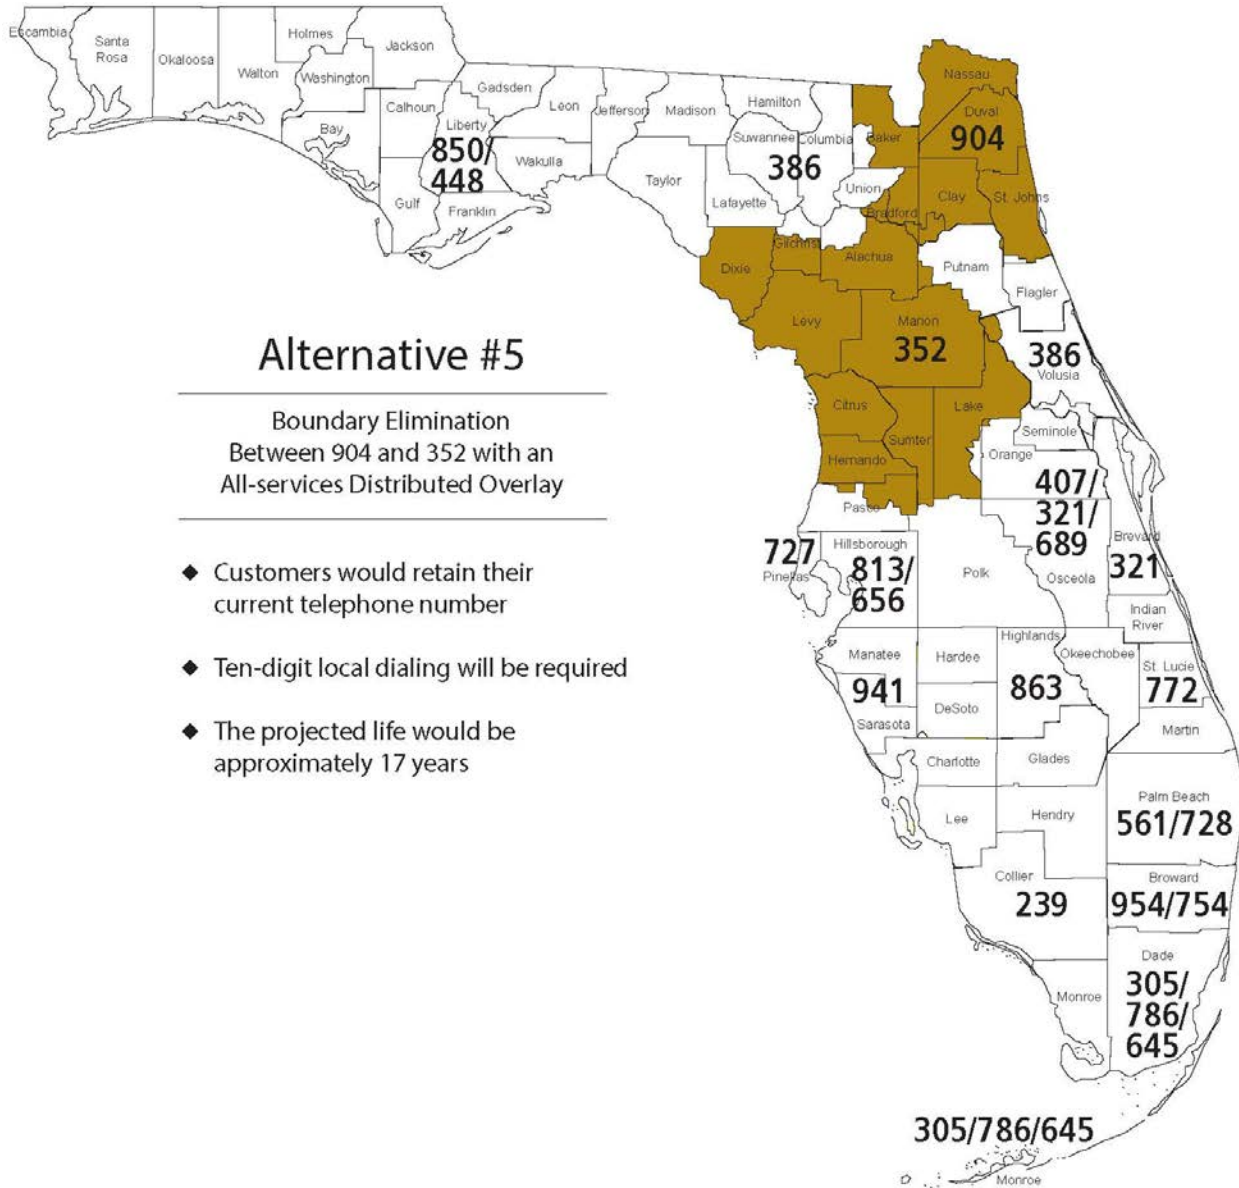 Escambia
Santa
Rosa
Okaloosa
Walton
Holmes
Washington
Jackson
Bay
Calhoun
Gulf
Gadsden
Liberty
850/
448
Franklin
Leon
Wakulla
Jefferson
Madison
Taylor
Hamilton
Suwannee
Columbia
386
Lafayette
Union
Baker
Nassau
Duval
904
Clay
St. Johns
Bradford
Gilchrist
Alachua
Dixie
Putnam
Flagler
Levy
Marion
352
386
Volusia
Citrus
Lake
Sumter
Hernando
Seminole
Orange
407/
321/
689
Pasco
Brevard
321
727
Pinellas
Hillsborough
813/
656
Polk
Osceola
Indian
River
Manatee
Hardee
Highlands
Okeechobee
St. Lucie
772
941
863
DeSoto
Sarasota
Martin
Charlotte
Glades
Lee
Hendry
Palm Beach
561/728
Collier
239
Broward
954/754
Dade
305/
786/
645
Monroe
305/786/645
Monroe
Alternative #5
Boundary Elimination
Between 904 and 352 with an
All-services Distributed Overlay
◆ Customers would retain their
current telephone number
◆ Ten-digit local dialing will be required
◆ The projected life would be
approximately 17 years